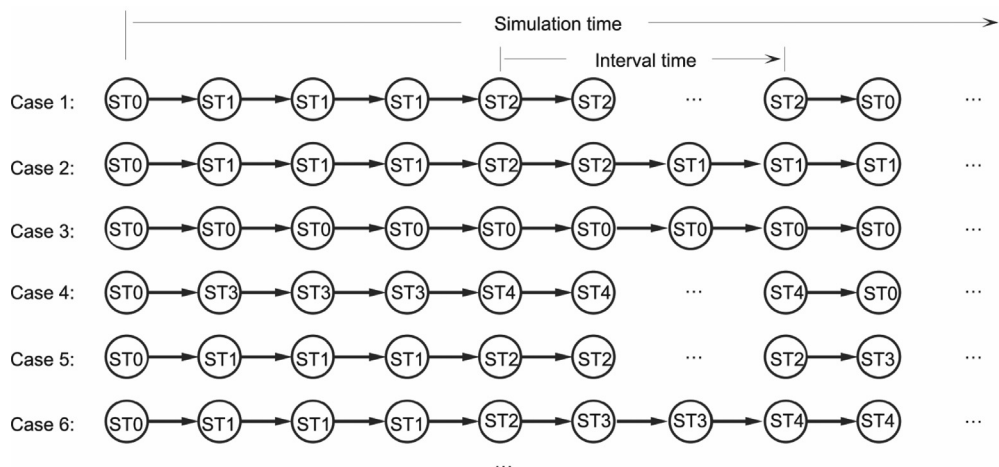 Simulation time
Interval time
Case 1: ST0 ST1 ST1 ST1 ST2 ST2 ... ST2 ST0 ...
Case 2: ST0 ST1 ST1 ST1 ST2 ST2 ST1 ST1 ST1 ...
Case 3: ST0 ST0 ST0 ST0 ST0 ST0 ST0 ST0 ST0 ...
Case 4: ST0 ST3 ST3 ST3 ST4 ST4 ... ST4 ST0 ...
Case 5: ST0 ST1 ST1 ST1 ST2 ST2 ... ST2 ST3 ...
Case 6: ST0 ST1 ST1 ST1 ST2 ST3 ST3 ST4 ST4 ...
...